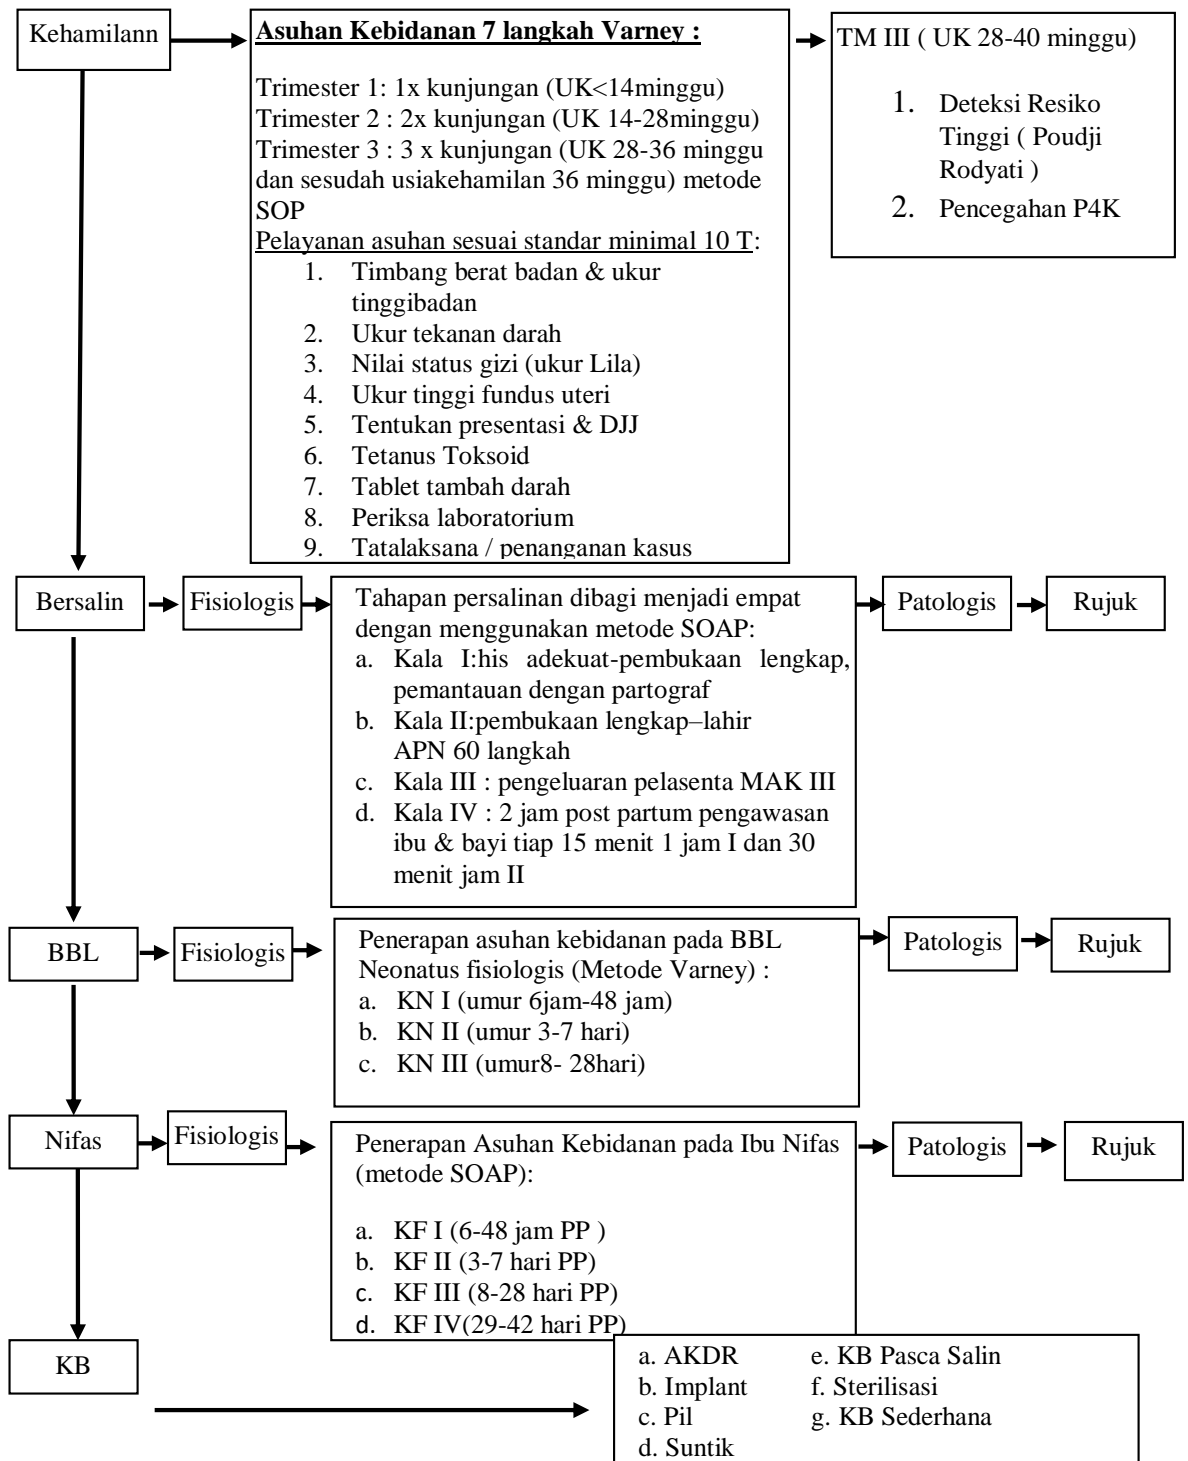 Kehamilann
Asuhan Kebidanan 7 langkah Varney :
Trimester 1: 1x kunjungan (UK<14minggu)
Trimester 2 : 2x kunjungan (UK 14-28minggu)
Trimester 3 : 3 x kunjungan (UK 28-36 minggu
dan sesudah usiakehamilan 36 minggu) metode
SOP
Pelayanan asuhan sesuai standar minimal 10 T:
1. Timbang berat badan & ukur
tinggibadan
2. Ukur tekanan darah
3. Nilai status gizi (ukur Lila)
4. Ukur tinggi fundus uteri
5. Tentukan presentasi & DJJ
6. Tetanus Toksoid
7. Tablet tambah darah
8. Periksa laboratorium
9. Tatalaksana / penanganan kasus
TM III ( UK 28-40 minggu)
1. Deteksi Resiko
Tinggi ( Poudji
Rodyati )
2. Pencegahan P4K
Bersalin
Fisiologis
Tahapan persalinan dibagi menjadi empat
dengan menggunakan metode SOAP:
a. Kala I:his adekuat-pembukaan lengkap,
pemantauan dengan partograf
b. Kala II:pembukaan lengkap–lahir
APN 60 langkah
c. Kala III : pengeluaran pelasenta MAK III
d. Kala IV : 2 jam post partum pengawasan
ibu & bayi tiap 15 menit 1 jam I dan 30
menit jam II
Patologis
Rujuk
BBL
Fisiologis
Penerapan asuhan kebidanan pada BBL
Neonatus fisiologis (Metode Varney) :
a. KN I (umur 6jam-48 jam)
b. KN II (umur 3-7 hari)
c. KN III (umur8- 28hari)
Patologis
Rujuk
Nifas
Fisiologis
Penerapan Asuhan Kebidanan pada Ibu Nifas
(metode SOAP):
a. KF I (6-48 jam PP )
b. KF II (3-7 hari PP)
c. KF III (8-28 hari PP)
d. KF IV(29-42 hari PP)
Patologis
Rujuk
KB
a. AKDR
b. Implant
c. Pil
d. Suntik
e. KB Pasca Salin
f. Sterilisasi
g. KB Sederhana